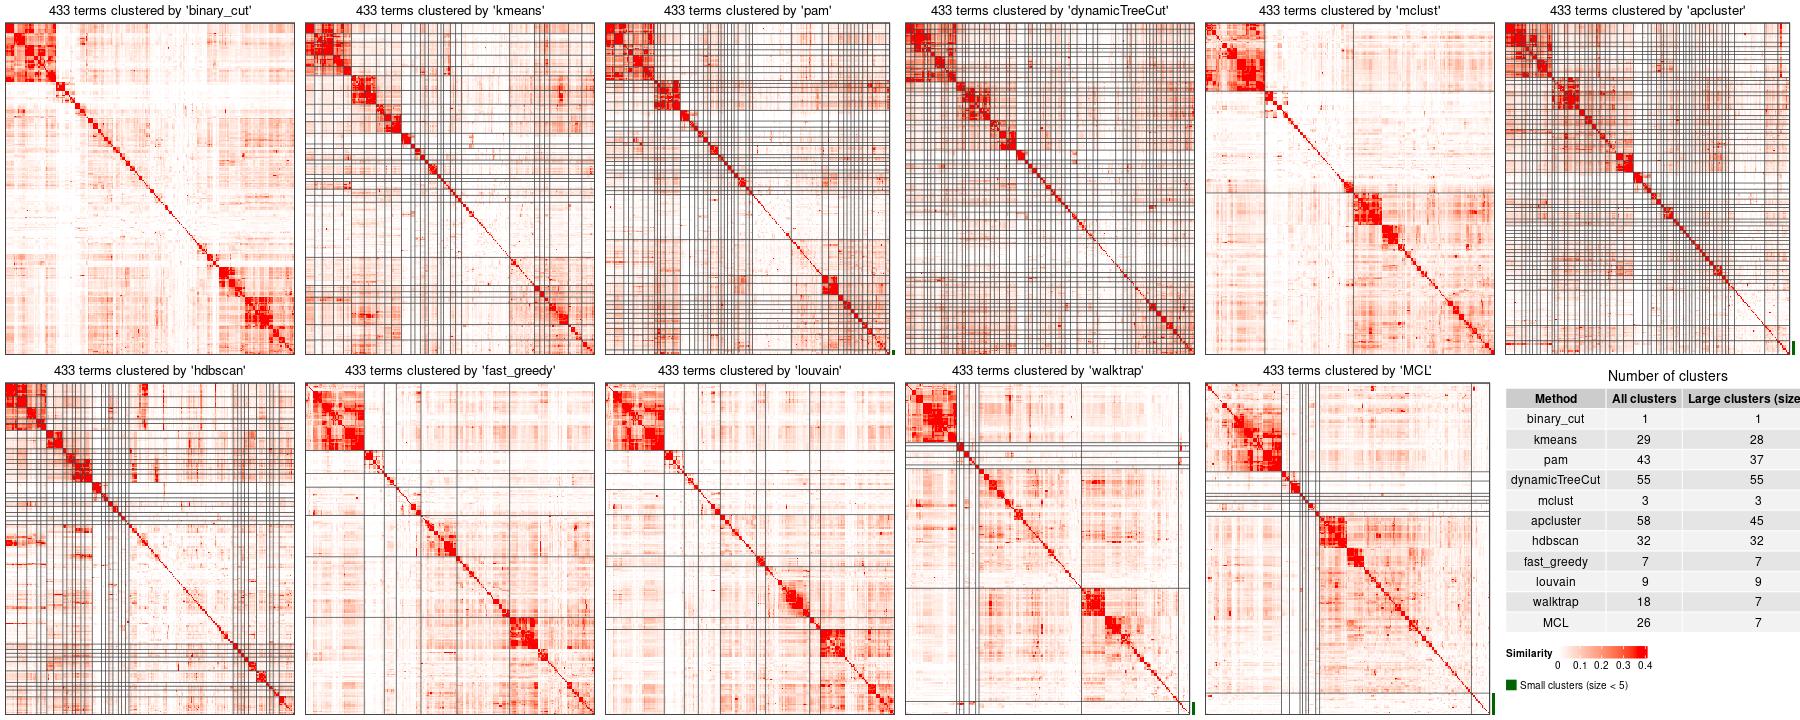 433 terms clustered by 'binary_cut'
433 terms clustered by 'kmeans'
433 terms clustered by 'pam'
433 terms clustered by 'dynamicTreeCut'
433 terms clustered by 'mclust'
433 terms clustered by 'apcluster'
433 terms clustered by 'hdbscan'
433 terms clustered by 'fast_greedy'
433 terms clustered by 'louvain'
433 terms clustered by 'walktrap'
433 terms clustered by 'MCL'
Number of clusters
Method All clusters Large clusters (size
binary_cut 1 1
kmeans 29 28
pam 43 37
dynamicTreeCut 55 55
mclust 3 3
apcluster 58 45
hdbscan 32 32
fast_greedy 7 7
louvain 9 9
walktrap 18 7
MCL 26 7
Similarity
0 0.1 0.2 0.3 0.4
Small clusters (size < 5)